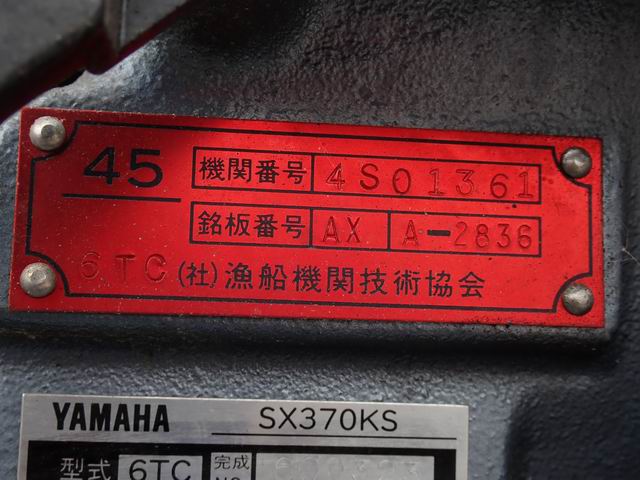 45 機関番号 4S01361
銘板番号 AX A-2836
6TC (社)漁船機関技術協会
YAMAHA SX370KS
型式 6TC 完成